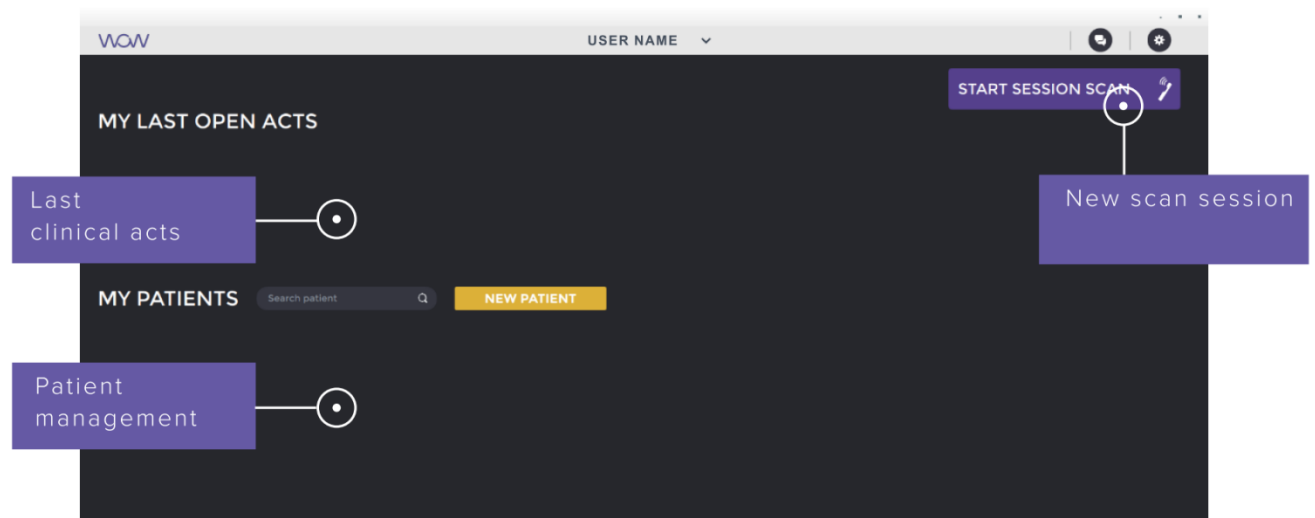 WOW
USER NAME
START SESSION SCAN
MY LAST OPEN ACTS
Last
clinical acts
New scan session
MY PATIENTS
Search patient
NEW PATIENT
Patient
management